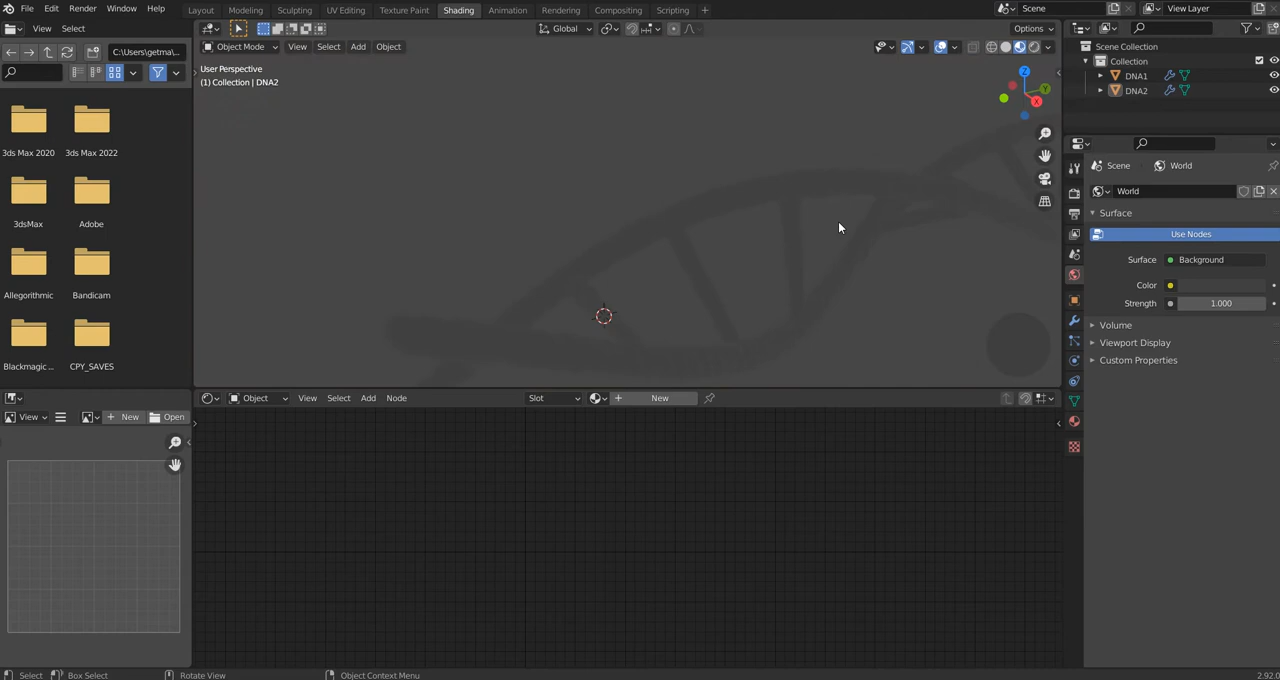 File Edit Render Window Help Layout Modeling Sculpting UV Editing Texture Paint Shading Animation Rendering Compositing Scripting + Scene View Layer
View Select Global Options
C:\Users\getma\... Object Mode View Select Add Object
User Perspective
(1) Collection | DNA2
Z
Y
X
Scene Collection
Collection
DNA1
DNA2
3ds Max 2020 3ds Max 2022
3dsMax Adobe
Allegorithmic Bandicam
Blackmagic ... CPY_SAVES
Scene World
World
Surface
Use Nodes
Surface Background
Color
Strength 1.000
Volume
Viewport Display
Custom Properties
Object View Select Add Node Slot New
View New Open
Select Box Select Rotate View Object Context Menu 2.92.0